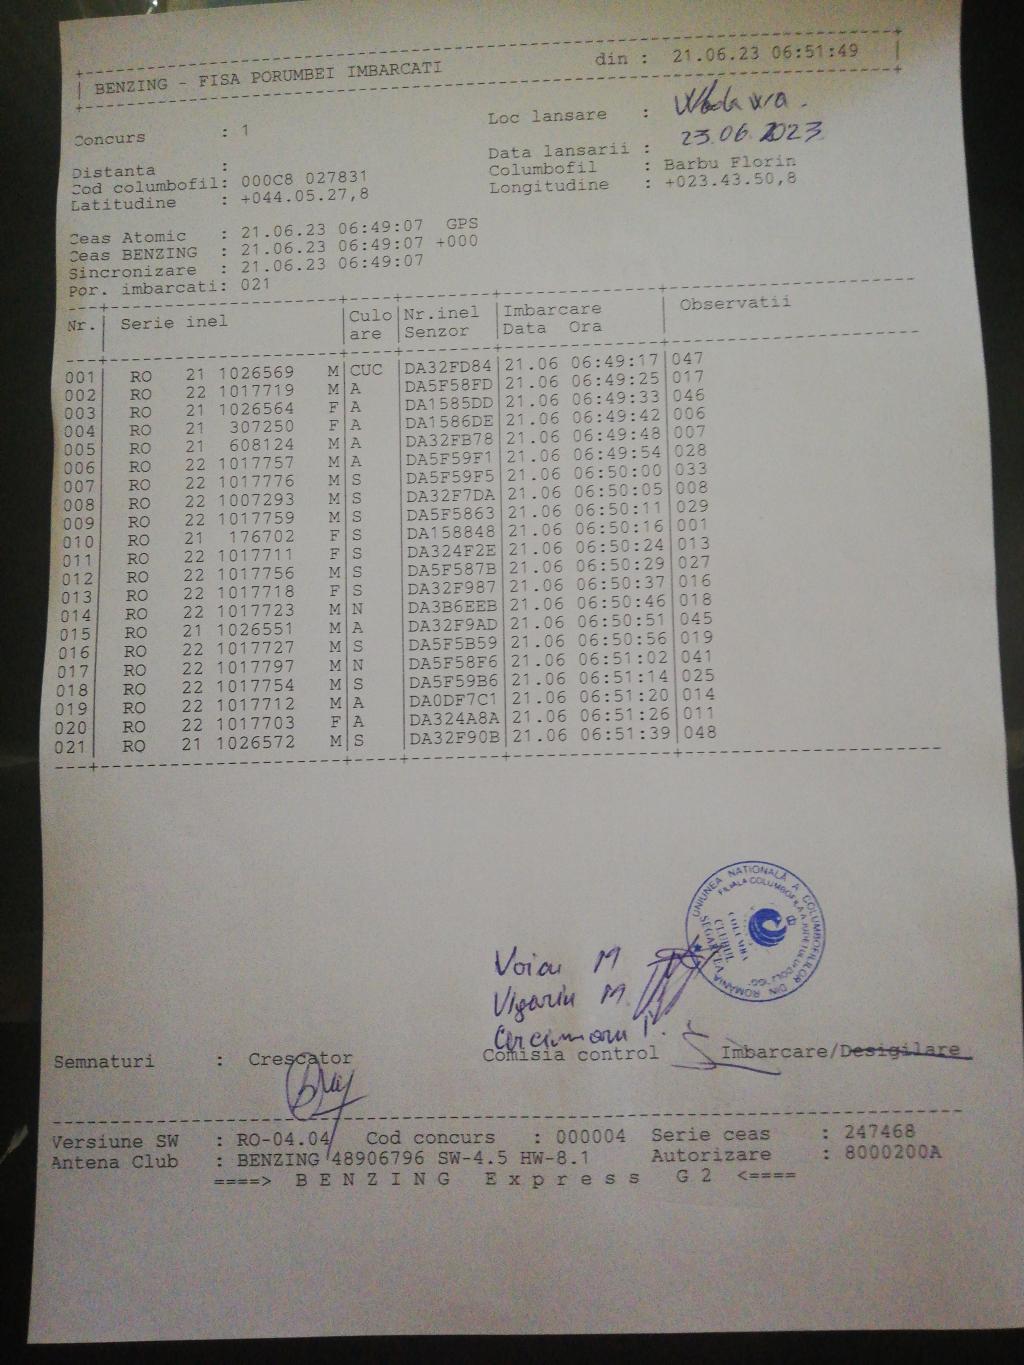 BENZING - FISA PORUMBEI IMBARCATI din : 21.06.23 06:51:49
Concurs : 1 Loc lansare :
Data lansarii : 23.06.2023
Distanta : Columbofil : Barbu Florin
Cod columbofil: 000C8 027831 Longitudine : +023.43.50,8
Latitudine : +044.05.27,8
Ceas Atomic : 21.06.23 06:49:07 GPS
Ceas BENZING : 21.06.23 06:49:07 +000
Sincronizare : 21.06.23 06:49:07
Por. imbarcati: 021
Nr. Serie inel Culo Nr.inel Imbarcare Observatii
are Senzor Data Ora
001 RO 21 1026569 M CUC DA32FD84 21.06 06:49:17 047
002 RO 22 1017719 M A DA5F58FD 21.06 06:49:25 017
003 RO 21 1026564 F A DA1585DD 21.06 06:49:33 046
004 RO 21 307250 F A DA1586DE 21.06 06:49:42 006
005 RO 21 608124 M A DA32FB78 21.06 06:49:48 007
006 RO 22 1017757 M A DA5F59F1 21.06 06:49:54 028
007 RO 22 1017776 M S DA5F59F5 21.06 06:50:00 033
008 RO 22 1007293 M S DA32F7DA 21.06 06:50:05 008
009 RO 22 1017759 M S DA5F5863 21.06 06:50:11 029
010 RO 21 176702 F S DA158848 21.06 06:50:16 001
011 RO 22 1017711 F S DA324F2E 21.06 06:50:24 013
012 RO 22 1017756 M S DA5F587B 21.06 06:50:29 027
013 RO 22 1017718 F S DA32F987 21.06 06:50:37 016
014 RO 22 1017723 M N DA3B6EEB 21.06 06:50:46 018
015 RO 21 1026551 M A DA32F9AD 21.06 06:50:51 045
016 RO 22 1017727 M S DA5F5B59 21.06 06:50:56 019
017 RO 22 1017797 M N DA5F58F6 21.06 06:51:02 041
018 RO 22 1017754 M S DA5F59B6 21.06 06:51:14 025
019 RO 22 1017712 M A DA0DF7C1 21.06 06:51:20 014
020 RO 22 1017703 F A DA324A8A 21.06 06:51:26 011
021 RO 21 1026572 M S DA32F90B 21.06 06:51:39 048
UNIUNEA NATIONALĂ A COLUMBOFILILOR DIN ROMÂNIA
FILIALA COLUMBOFILA A JUDETULUI DOLJ
COLUMBA
CLUBUL
SEGARCEA
Voicu M
M.
Semnaturi : Crescator Comisia control Imbarcare/Desigilare
Versiune SW : RO-04.04 Cod concurs : 000004 Serie ceas : 247468
Antena Club : BENZING 48906796 SW-4.5 HW-8.1 Autorizare : 8000200A
====> BENZING Express G2 <====